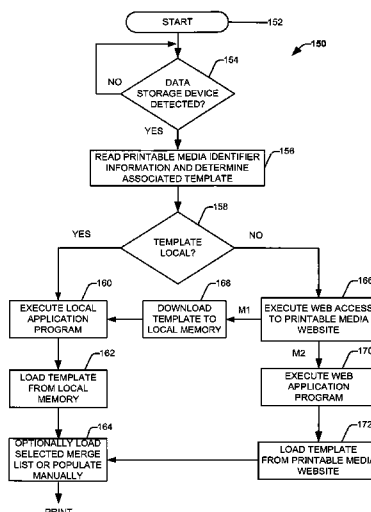 START
152
150
154
DATA
STORAGE DEVICE
DETECTED?
NO
YES
156
READ PRINTABLE MEDIA IDENTIFIER
INFORMATION AND DETERMINE
ASSOCIATED TEMPLATE
158
TEMPLATE
LOCAL?
YES
NO
160
EXECUTE LOCAL
APPLICATION
PROGRAM
168
DOWNLOAD
TEMPLATE TO
LOCAL MEMORY
M1
166
EXECUTE WEB ACCESS
TO PRINTABLE MEDIA
WEBSITE
M2
162
LOAD TEMPLATE
FROM LOCAL
MEMORY
170
EXECUTE WEB
APPLICATION
PROGRAM
164
OPTIONALLY LOAD
SELECTED MERGE
LIST OR POPULATE
MANUALLY
172
LOAD TEMPLATE
FROM PRINTABLE MEDIA
WEBSITE
PRINT